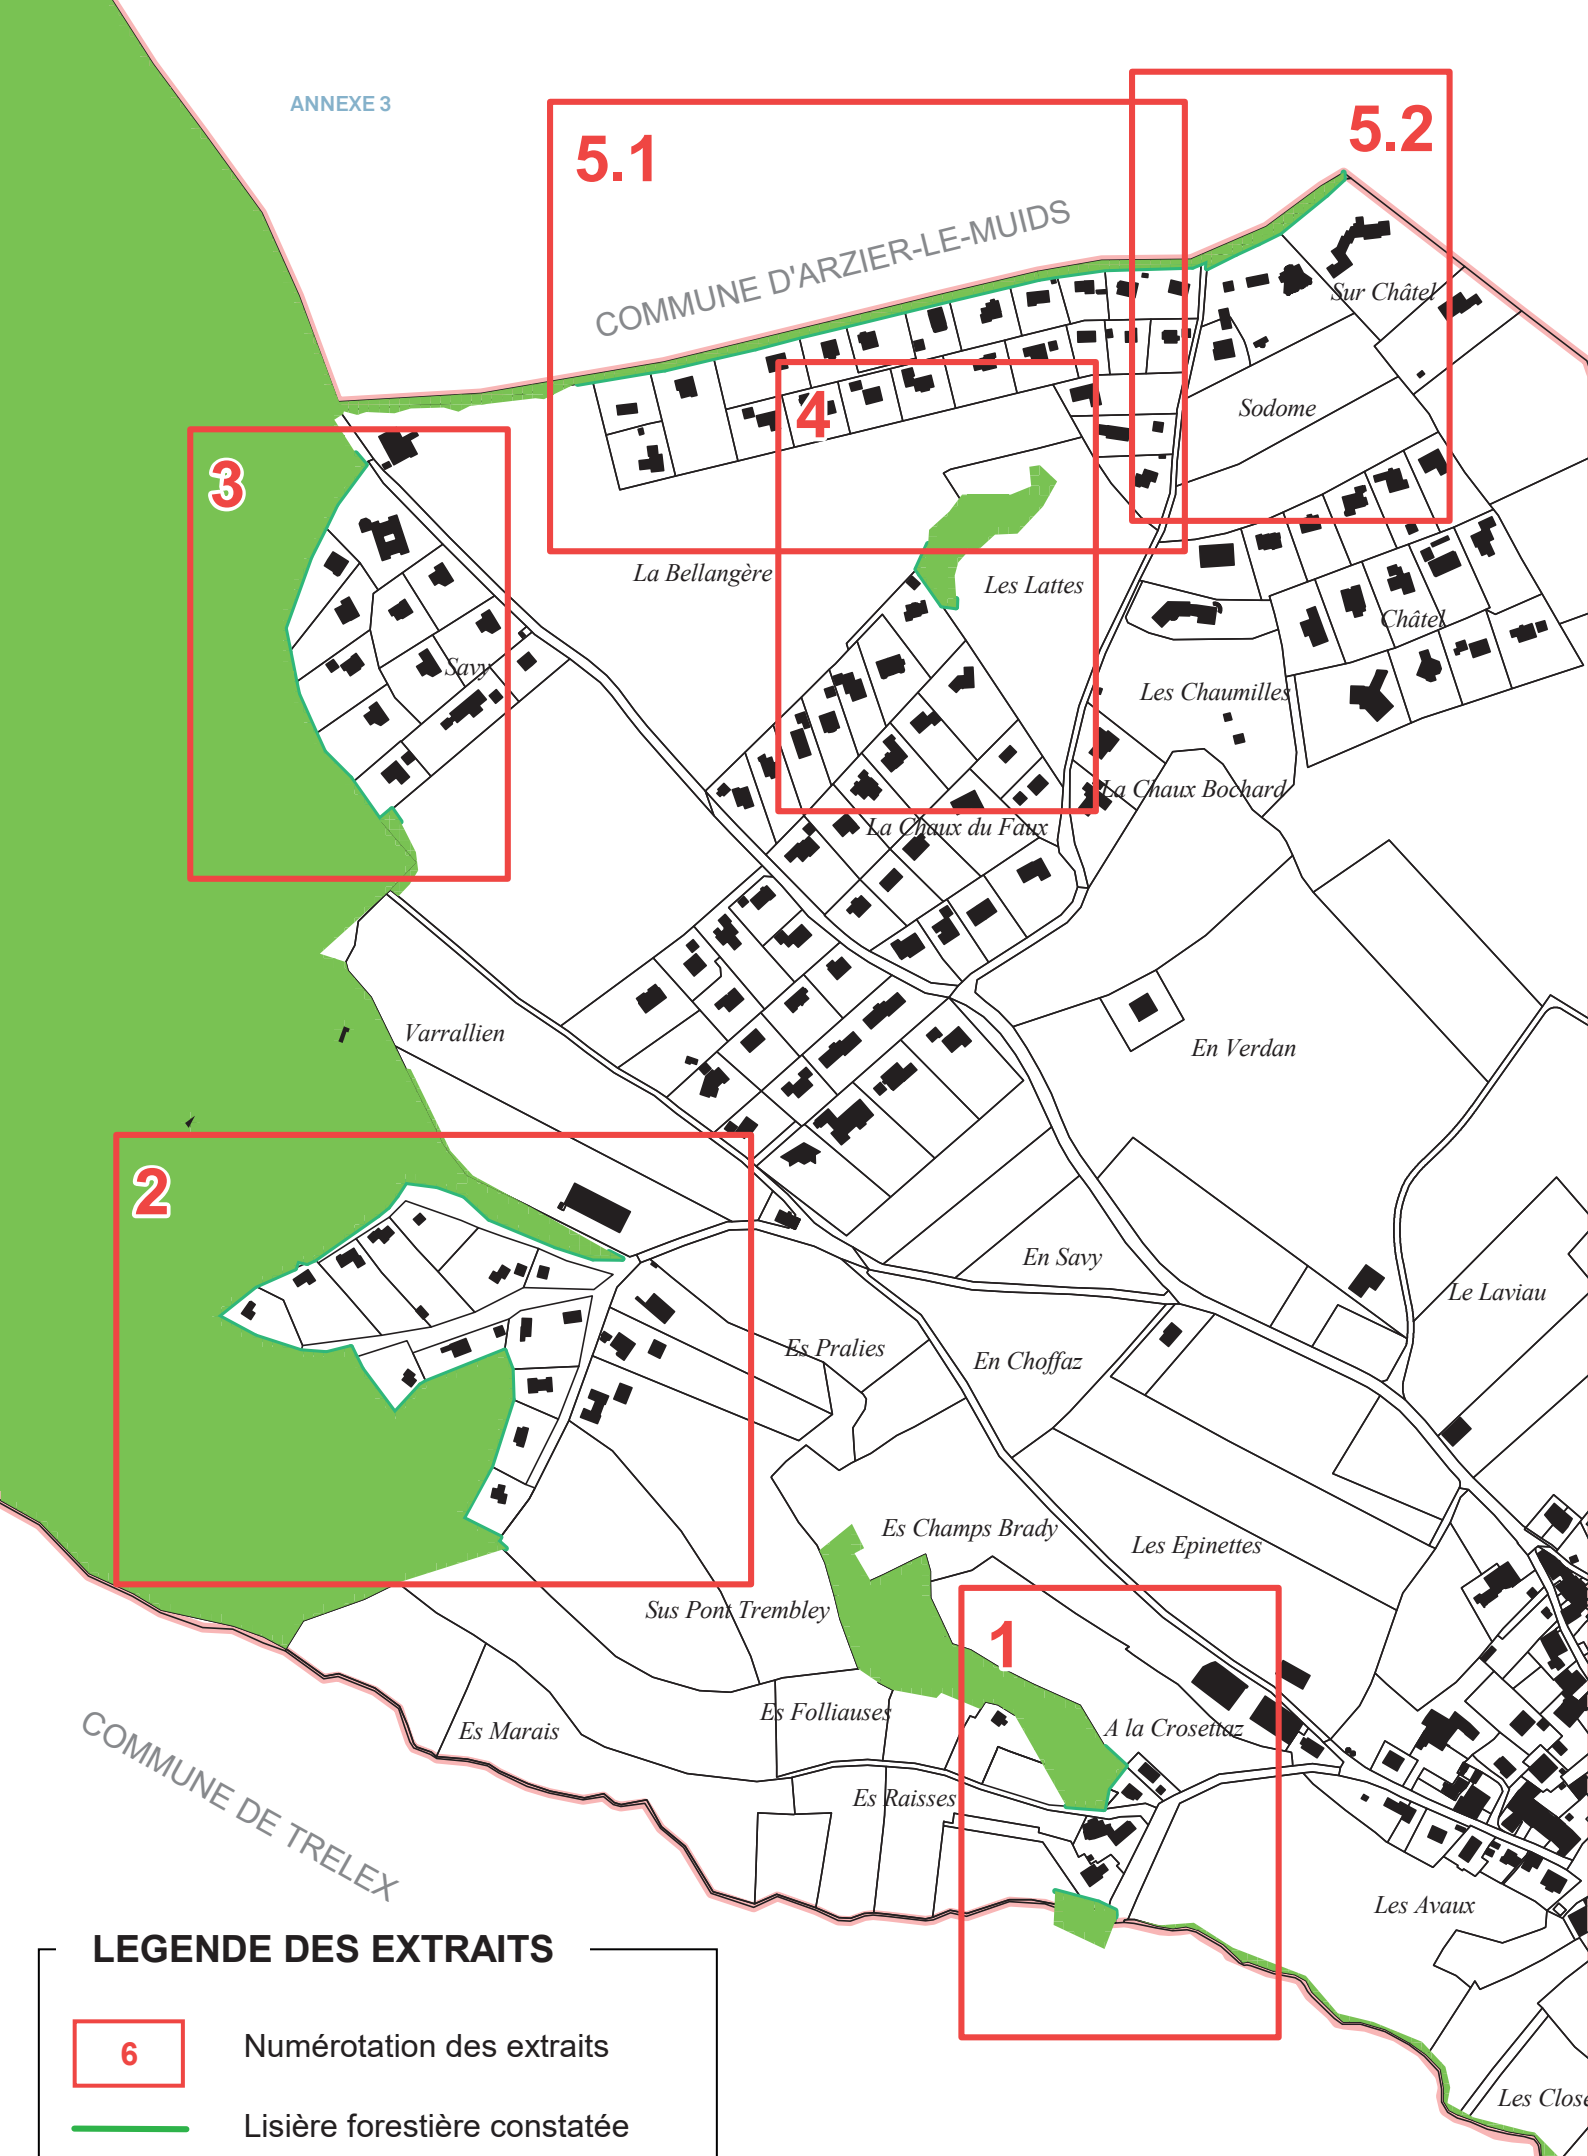 ANNEXE 3
5.1
5.2
COMMUNE D'ARZIER-LE-MUIDS
Sur Châtel
4
Sodome
3
La Bellangère
Les Lattes
Châtel
Savy
Les Chaumilles
La Chaux Bochard
La Chaux du Faux
Varrallien
En Verdan
2
En Savy
Le Laviau
Es Pralies
En Choffaz
Es Champs Brady
Les Epinettes
Sus Pont Trembley
1
Es Folliauses
A la Crosettaz
Es Marais
Es Raisses
COMMUNE DE TRELEX
Les Avaux
LEGENDE DES EXTRAITS
6 Numérotation des extraits
Les Close
Lisière forestière constatée